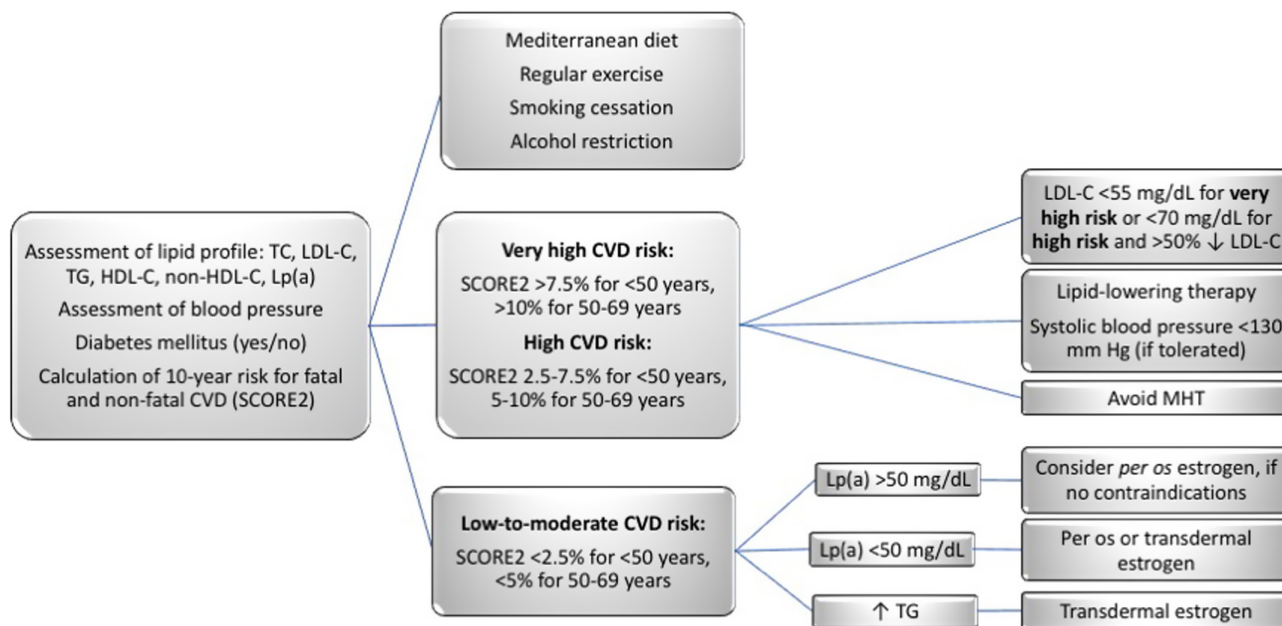 Mediterranean diet
Regular exercise
Smoking cessation
Alcohol restriction
Assessment of lipid profile: TC, LDL-C,
TG, HDL-C, non-HDL-C, Lp(a)
Assessment of blood pressure
Diabetes mellitus (yes/no)
Calculation of 10-year risk for fatal
and non-fatal CVD (SCORE2)
Very high CVD risk:
SCORE2 >7.5% for <50 years,
>10% for 50-69 years
High CVD risk:
SCORE2 2.5-7.5% for <50 years,
5-10% for 50-69 years
LDL-C <55 mg/dL for very
high risk or <70 mg/dL for
high risk and >50% ↓ LDL-C
Lipid-lowering therapy
Systolic blood pressure <130
mm Hg (if tolerated)
Avoid MHT
Low-to-moderate CVD risk:
SCORE2 <2.5% for <50 years,
<5% for 50-69 years
Lp(a) >50 mg/dL
Consider per os estrogen, if
no contraindications
Lp(a) <50 mg/dL
Per os or transdermal
estrogen
↑ TG
Transdermal estrogen